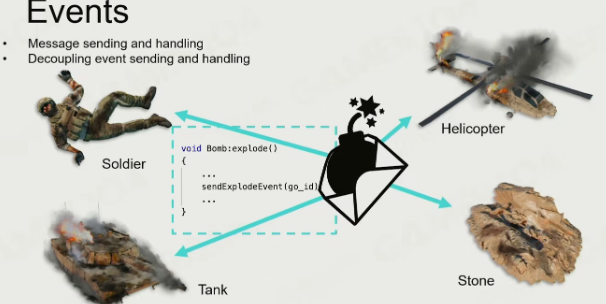 Events
• Message sending and handling
• Decoupling event sending and handling
Helicopter
Soldier
void Bomb:explode()
{
...
sendExplodeEvent(go_id)
...
}
Tank
Stone